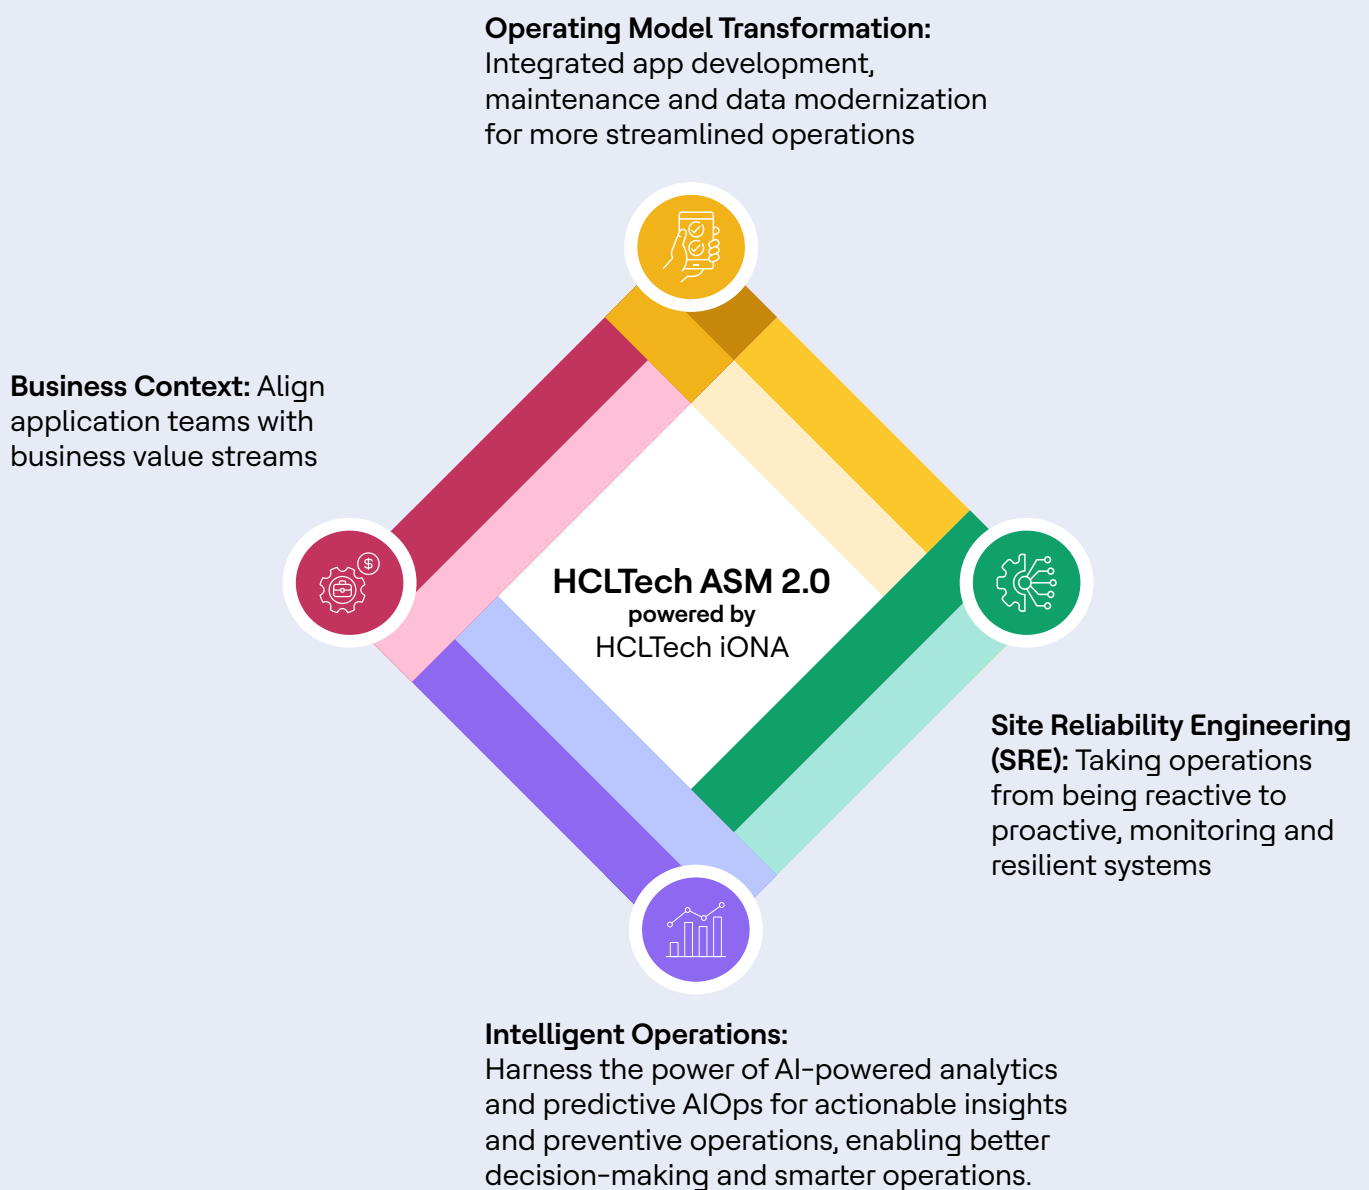 Operating Model Transformation:
Integrated app development,
maintenance and data modernization
for more streamlined operations
Business Context: Align
application teams with
business value streams
$
HCLTech ASM 2.0
powered by
HCLTech iONA
Site Reliability Engineering
(SRE): Taking operations
from being reactive to
proactive, monitoring and
resilient systems
Intelligent Operations:
Harness the power of AI-powered analytics
and predictive AIOps for actionable insights
and preventive operations, enabling better
decision-making and smarter operations.